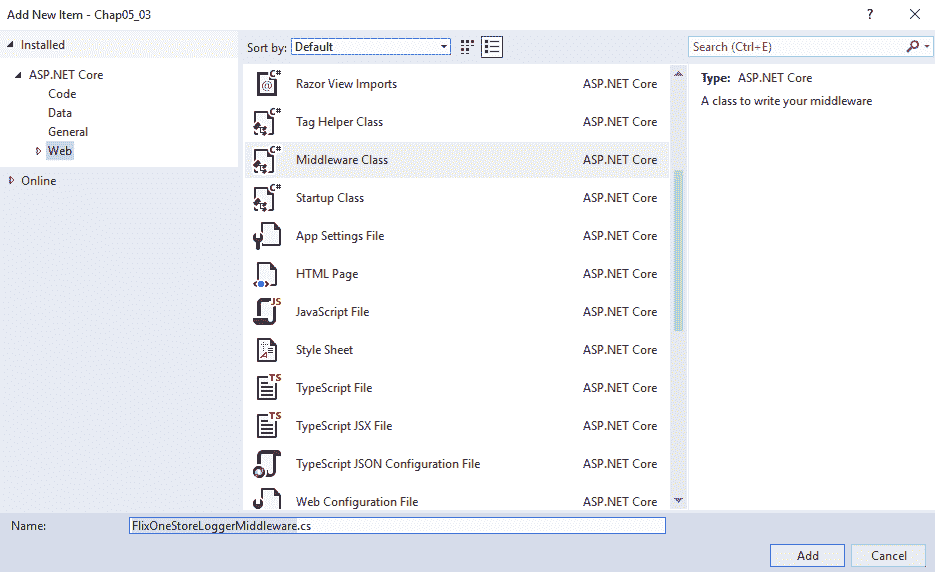 Add New Item - Chap05_03
?
Installed
Sort by: Default
Search (Ctrl+E)
ASP.NET Core
Code
Data
General
Web
Online
C#
Razor View Imports ASP.NET Core
C#
Tag Helper Class ASP.NET Core
C#
Middleware Class ASP.NET Core
C#
Startup Class ASP.NET Core
App Settings File ASP.NET Core
HTML Page ASP.NET Core
JS
JavaScript File ASP.NET Core
Style Sheet ASP.NET Core
TS
TypeScript File ASP.NET Core
TS
TypeScript JSX File ASP.NET Core
TypeScript JSON Configuration File ASP.NET Core
Web Configuration File ASP.NET Core
Type: ASP.NET Core
A class to write your middleware
Name: FlixOneStoreLoggerMiddleware.cs
Add Cancel